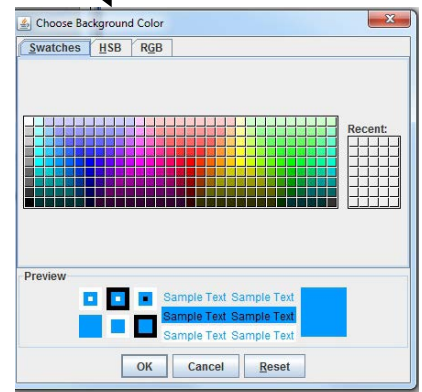 Choose Background Color
Swatches HSB RGB
Recent:
Preview
Sample Text Sample Text
Sample Text Sample Text
Sample Text Sample Text
OK Cancel Reset